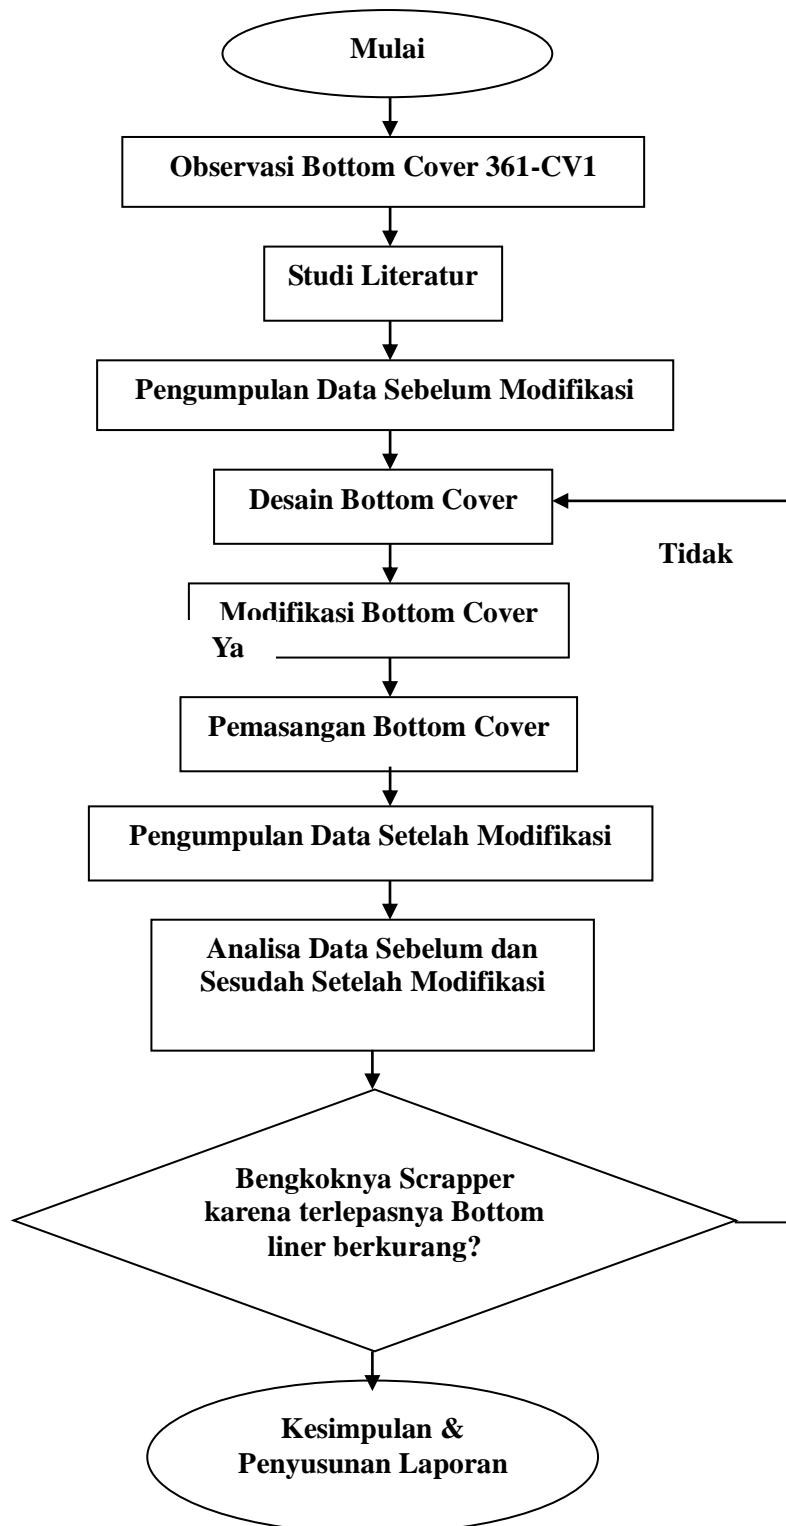 Mulai
Observasi Bottom Cover 361-CV1
Studi Literatur
Pengumpulan Data Sebelum Modifikasi
Desain Bottom Cover
Tidak
Modifikasi Bottom Cover
Ya
Pemasangan Bottom Cover
Pengumpulan Data Setelah Modifikasi
Analisa Data Sebelum dan
Sesudah Setelah Modifikasi
Bengkoknya Scrapper
karena terlepasnya Bottom
liner berkurang?
Kesimpulan &
Penyusunan Laporan